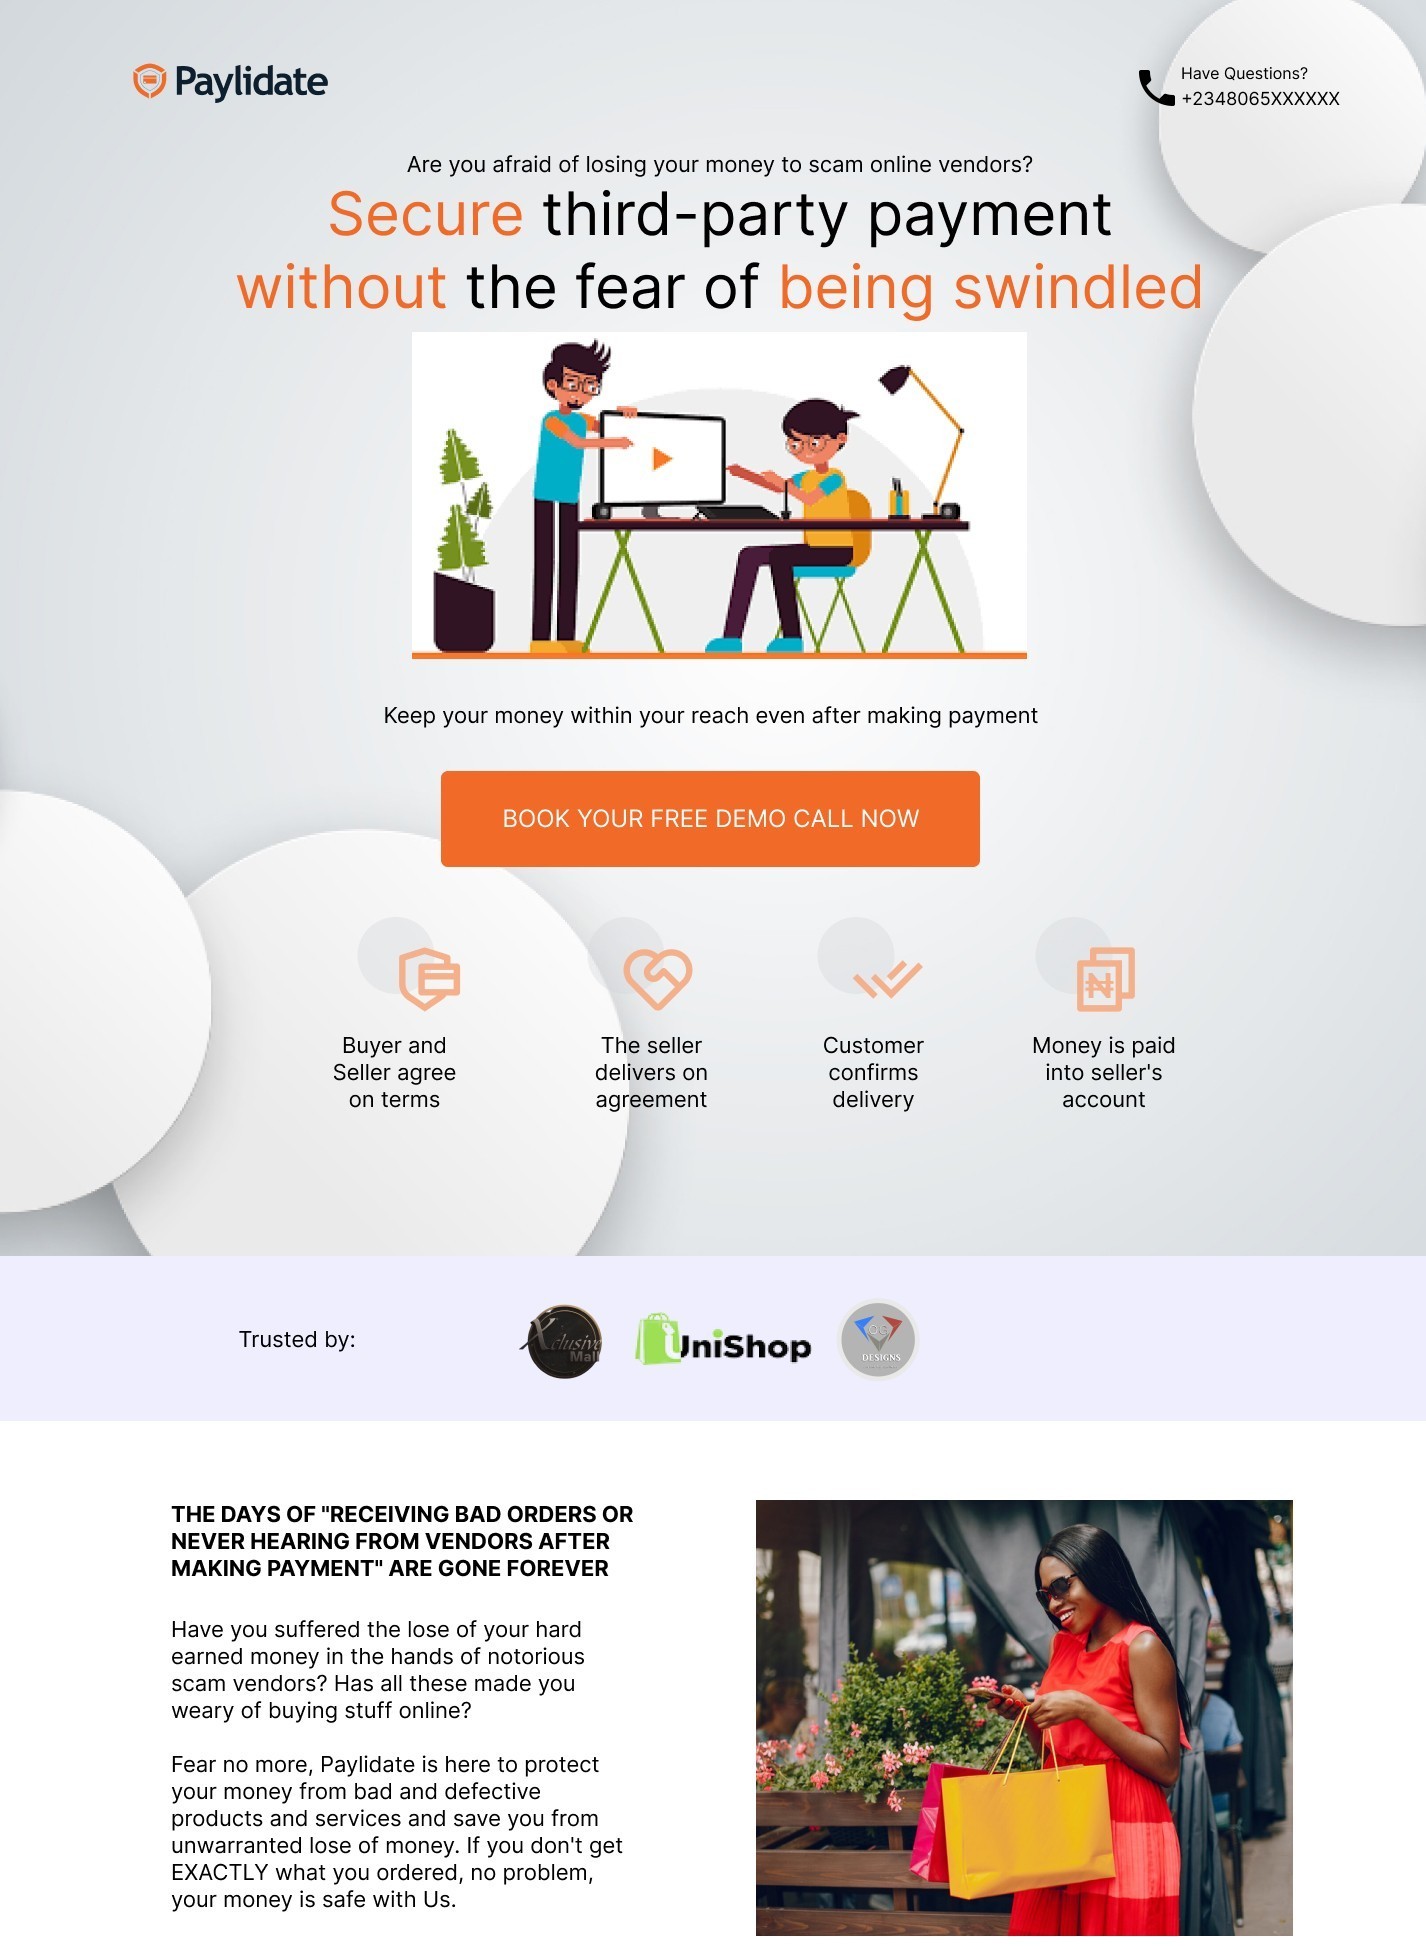 Paylidate
Have Questions?
+2348065XXXXXX
Are you afraid of losing your money to scam online vendors?
Secure third-party payment
without the fear of being swindled
Keep your money within your reach even after making payment
BOOK YOUR FREE DEMO CALL NOW
Buyer and
Seller agree
on terms
The seller
delivers on
agreement
Customer
confirms
delivery
Money is paid
into seller's
account
Trusted by:
Xclusive
Mall
UniShop
OG
DESIGNS
THE DAYS OF "RECEIVING BAD ORDERS OR
NEVER HEARING FROM VENDORS AFTER
MAKING PAYMENT" ARE GONE FOREVER
Have you suffered the lose of your hard
earned money in the hands of notorious
scam vendors? Has all these made you
weary of buying stuff online?
Fear no more, Paylidate is here to protect
your money from bad and defective
products and services and save you from
unwarranted lose of money. If you don't get
EXACTLY what you ordered, no problem,
your money is safe with Us.